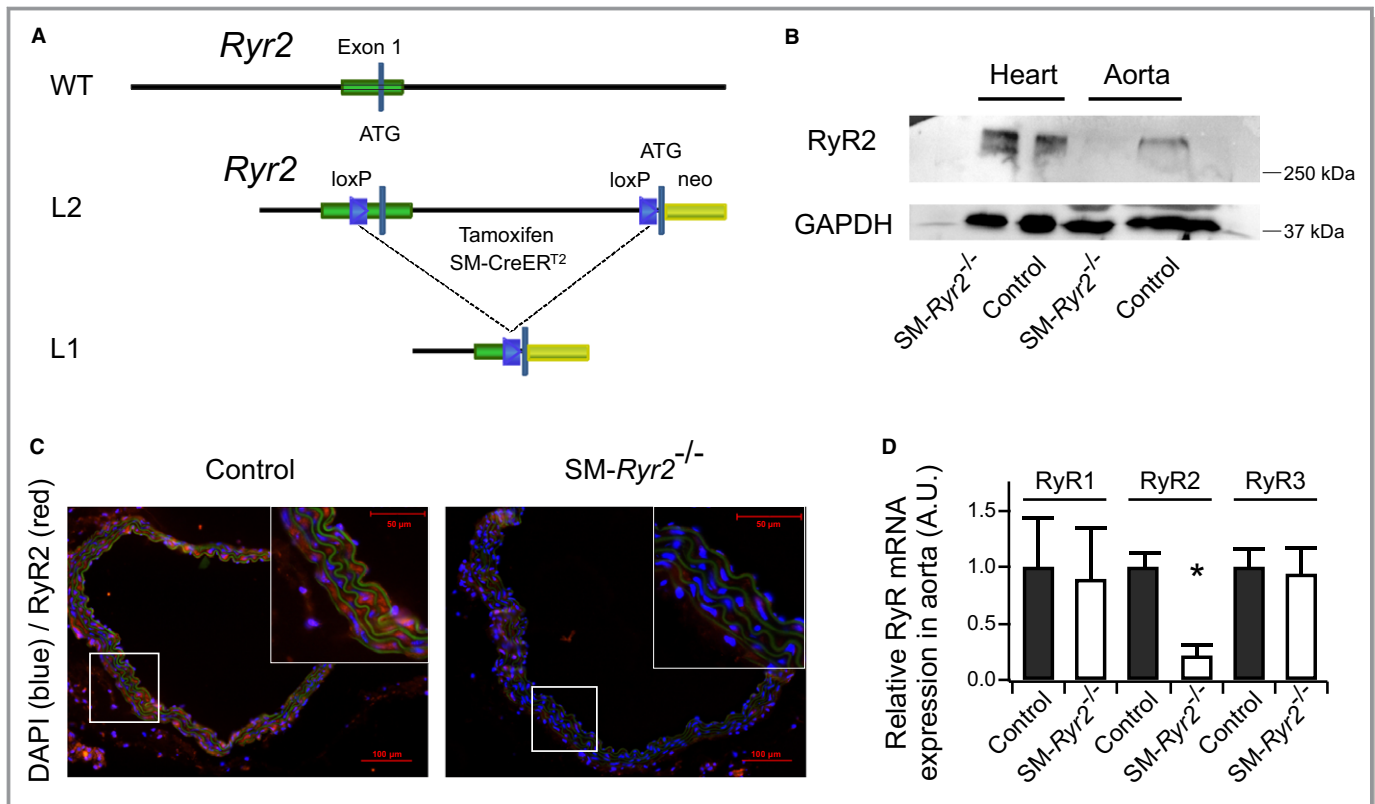 A
Ryr2
Exon 1
WT
ATG
Ryr2
ATG
loxP
loxP
neo
L2
Tamoxifen
SM-CreER^T2
L1
B
Heart
Aorta
RyR2
250 kDa
GAPDH
37 kDa
SM-Ryr2-/-
Control
SM-Ryr2-/-
Control
C
Control
SM-Ryr2-/-
DAPI (blue) / RyR2 (red)
50 µm
100 µm
50 µm
100 µm
D
RyR1
RyR2
RyR3
Relative RyR mRNA
expression in aorta (A.U.)
1.5
1.0
0.5
0.0
*
Control
SM-Ryr2-/-
Control
SM-Ryr2-/-
Control
SM-Ryr2-/-